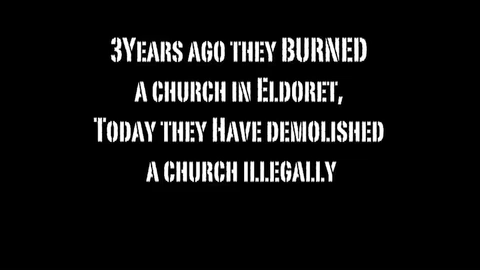 3Years ago they BURNED
a church in Eldoret,
Today they Have demolished
a church illegally